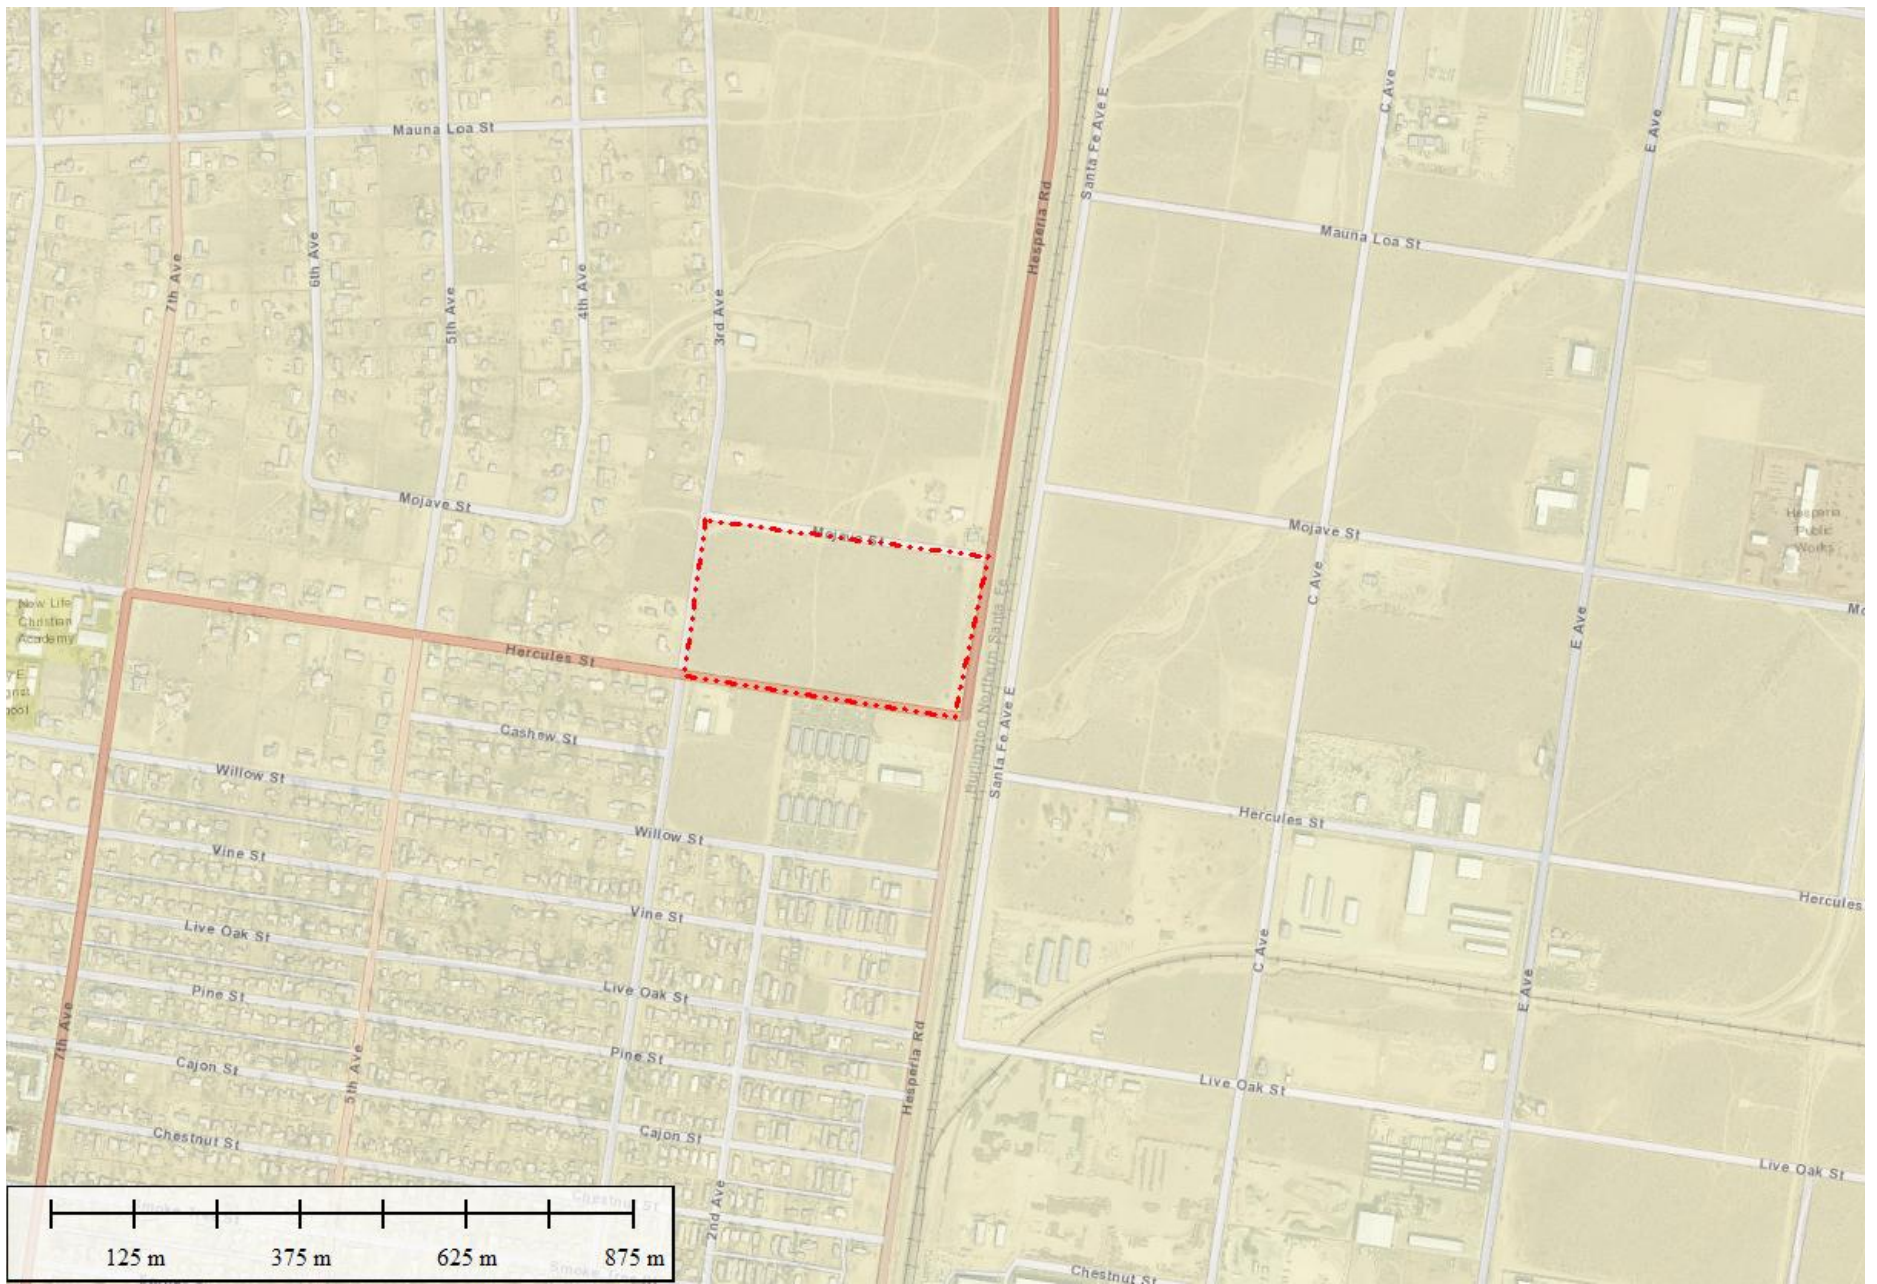 Mauna Loa St
C Ave
E Ave
Santa Fe Ave E
Hesperia Rd
Mauna Loa St
7th Ave
6th Ave
5th Ave
4th Ave
3rd Ave
Mojave St
Mojave St
Mojave St
Hesperia
Public
Works
New Life
Christian
Academy
Hercules St
C Ave
E Ave
Burlington Northern Santa Fe
Santa Fe Ave E
Cashew St
Willow St
Willow St
Hercules St
Hercules
Vine St
Vine St
Live Oak St
Live Oak St
C Ave
E Ave
Pine St
Pine St
7th Ave
5th Ave
Hesperia Rd
Cajon St
Cajon St
Live Oak St
Live Oak St
Chestnut St
Chestnut St
2nd Ave
Smoke Tree St
Chestnut St
125 m
375 m
625 m
875 m